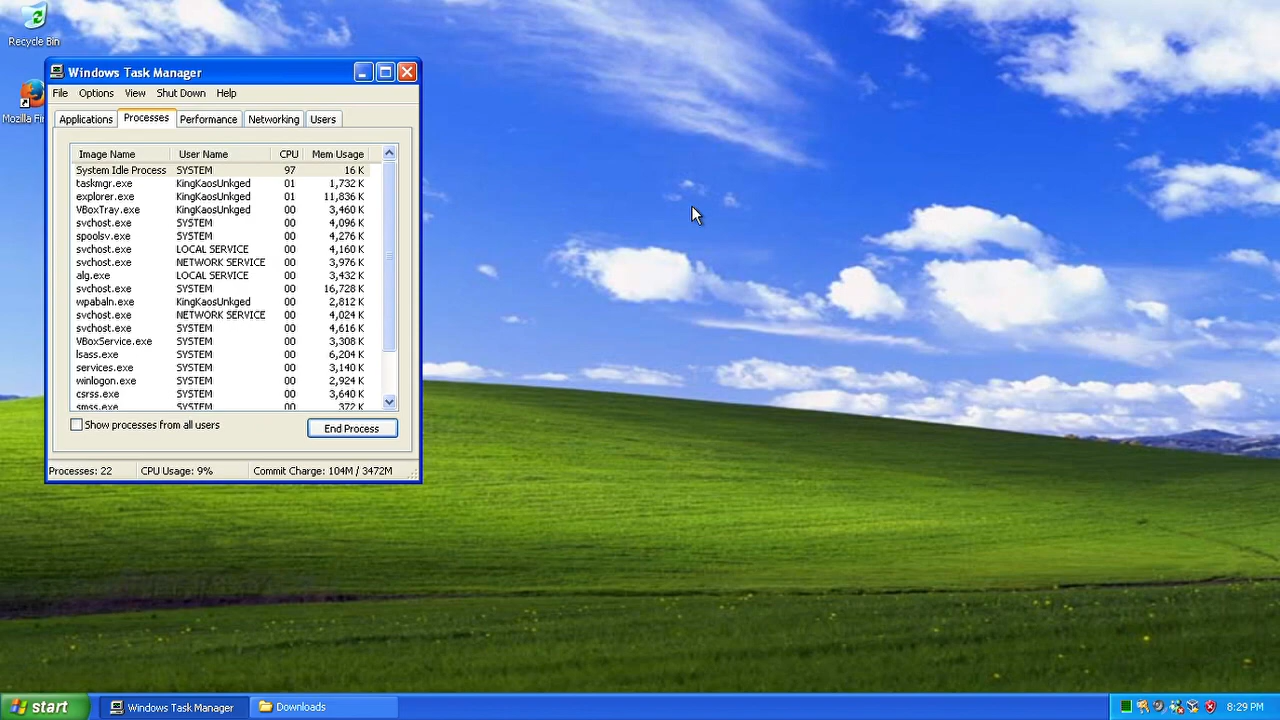 Recycle Bin
Mozilla Fir
Windows Task Manager
File Options View Shut Down Help
Applications Processes Performance Networking Users
Image Name User Name CPU Mem Usage
System Idle Process SYSTEM 97 16 K
taskmgr.exe KingKaosUnkged 01 1,732 K
explorer.exe KingKaosUnkged 01 11,836 K
VBoxTray.exe KingKaosUnkged 00 3,460 K
svchost.exe SYSTEM 00 4,096 K
spoolsv.exe SYSTEM 00 4,276 K
svchost.exe LOCAL SERVICE 00 4,160 K
svchost.exe NETWORK SERVICE 00 3,976 K
alg.exe LOCAL SERVICE 00 3,432 K
svchost.exe SYSTEM 00 16,728 K
wpabaln.exe KingKaosUnkged 00 2,812 K
svchost.exe NETWORK SERVICE 00 4,024 K
svchost.exe SYSTEM 00 4,616 K
VBoxService.exe SYSTEM 00 3,308 K
lsass.exe SYSTEM 00 6,204 K
services.exe SYSTEM 00 3,140 K
winlogon.exe SYSTEM 00 2,924 K
csrss.exe SYSTEM 00 3,640 K
smss.exe SYSTEM 00 372 K
Show processes from all users
End Process
Processes: 22 CPU Usage: 9% Commit Charge: 104M / 3472M
start Windows Task Manager Downloads 8:29 PM